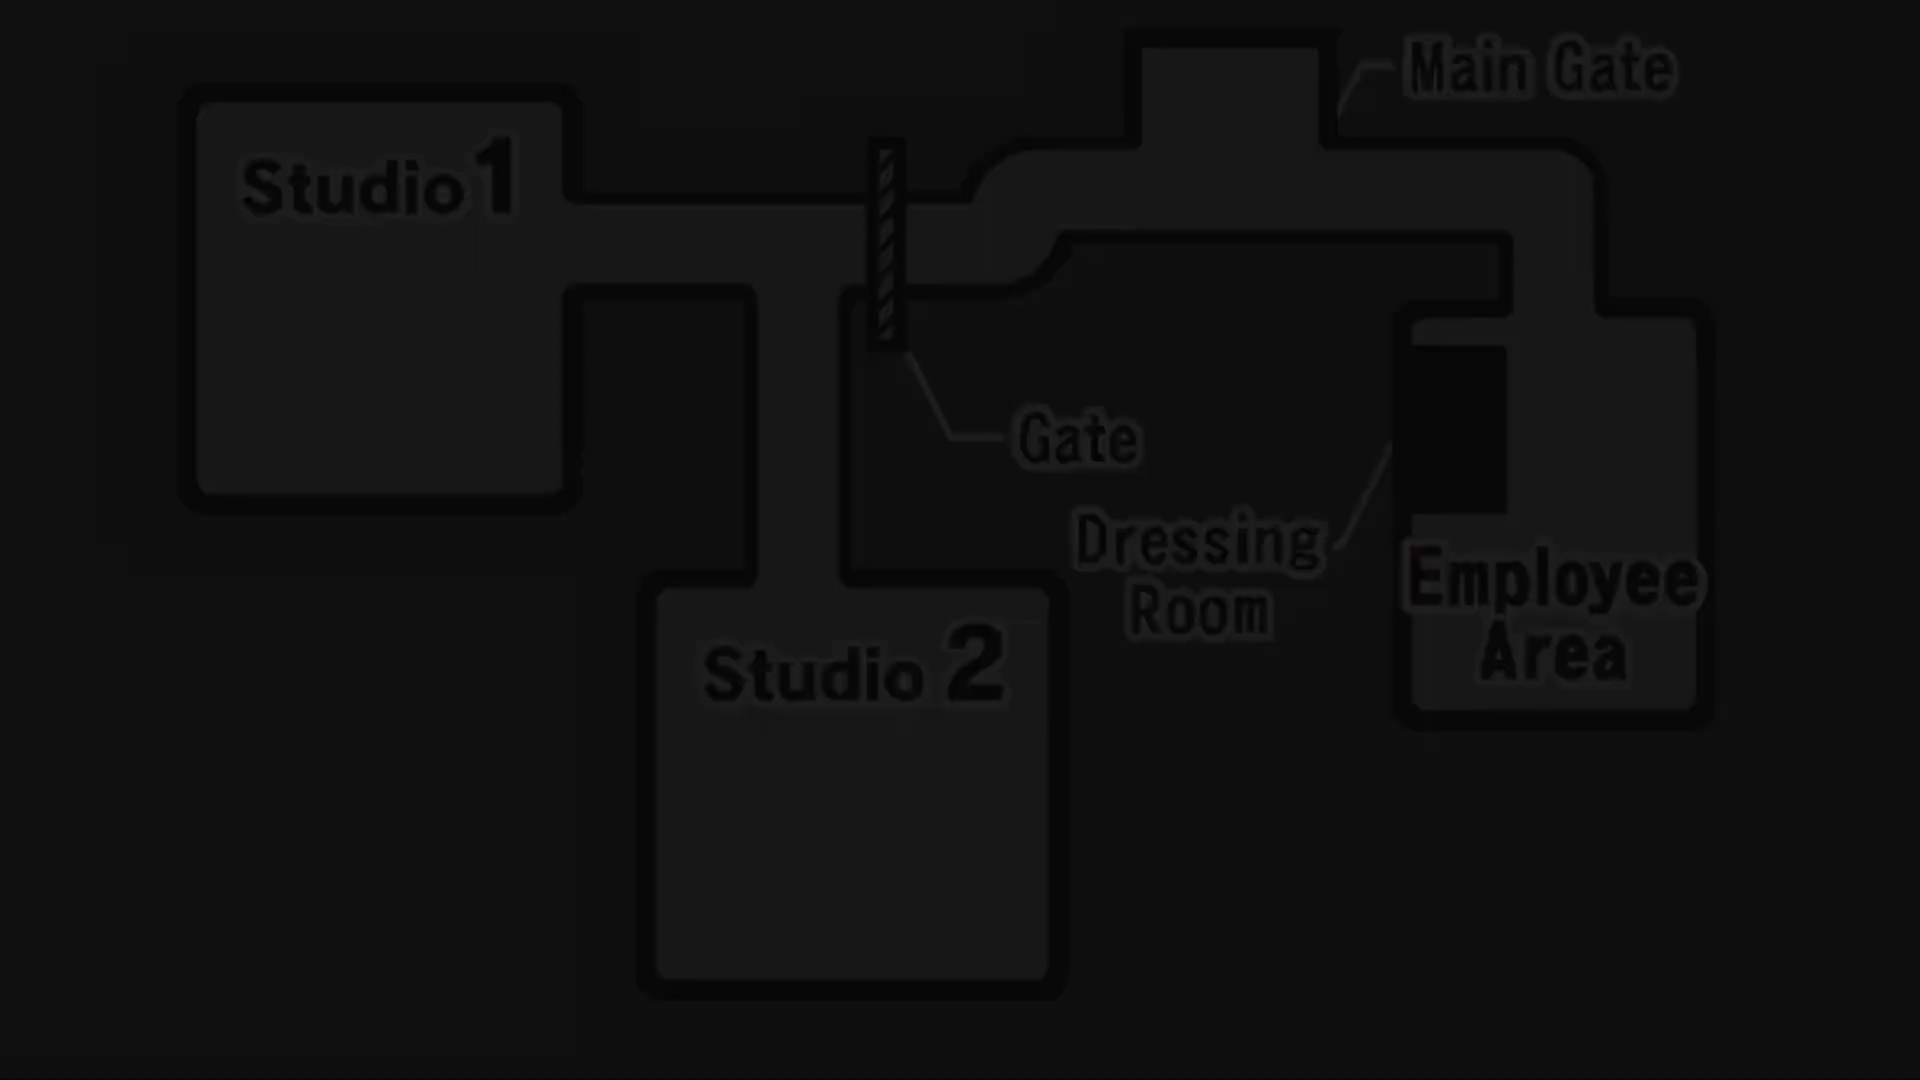 Main Gate
Studio 1
Gate
Dressing
Room
Employee
Area
Studio 2